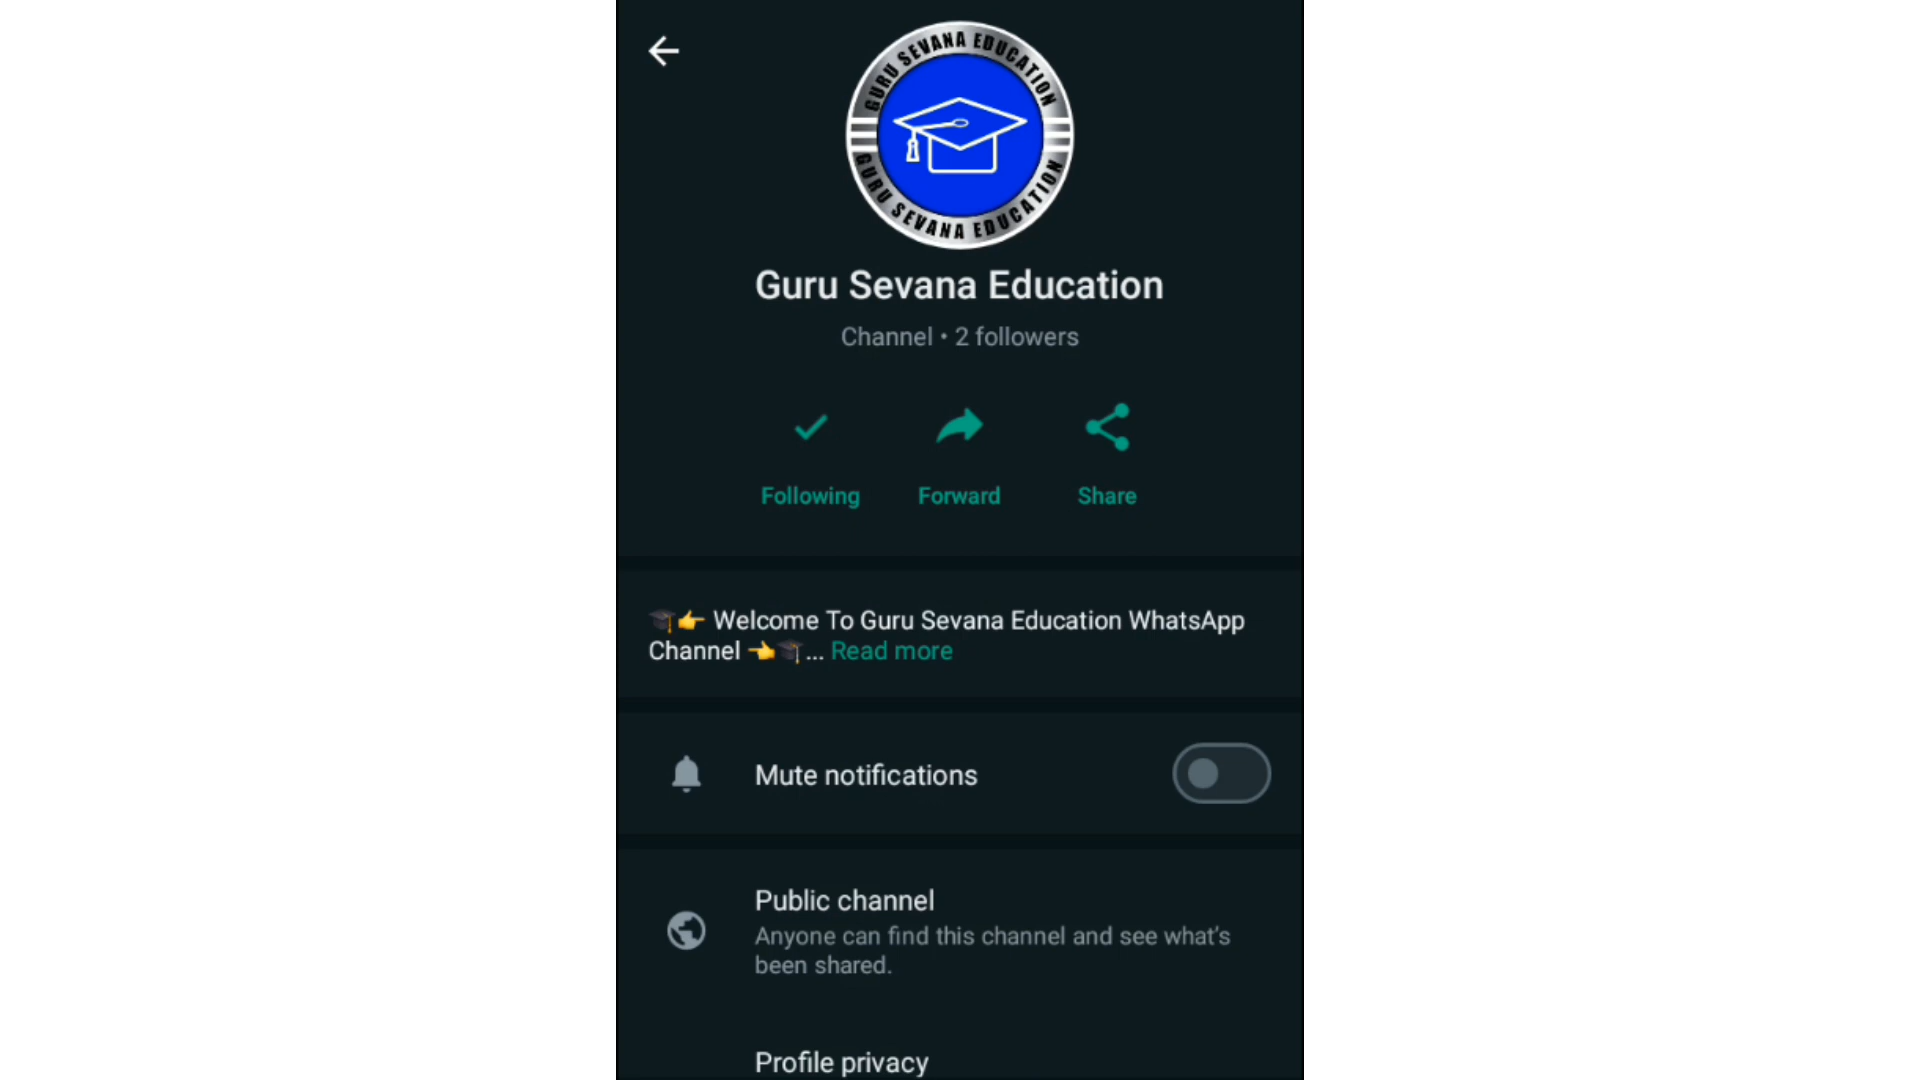 GURU SEVANA EDUCATION
GURU SEVANA EDUCATION
Guru Sevana Education
Channel • 2 followers
Following Forward Share
🎓👉 Welcome To Guru Sevana Education WhatsApp
Channel 👈🎓... Read more
Mute notifications
Public channel
Anyone can find this channel and see what's
been shared.
Profile privacy